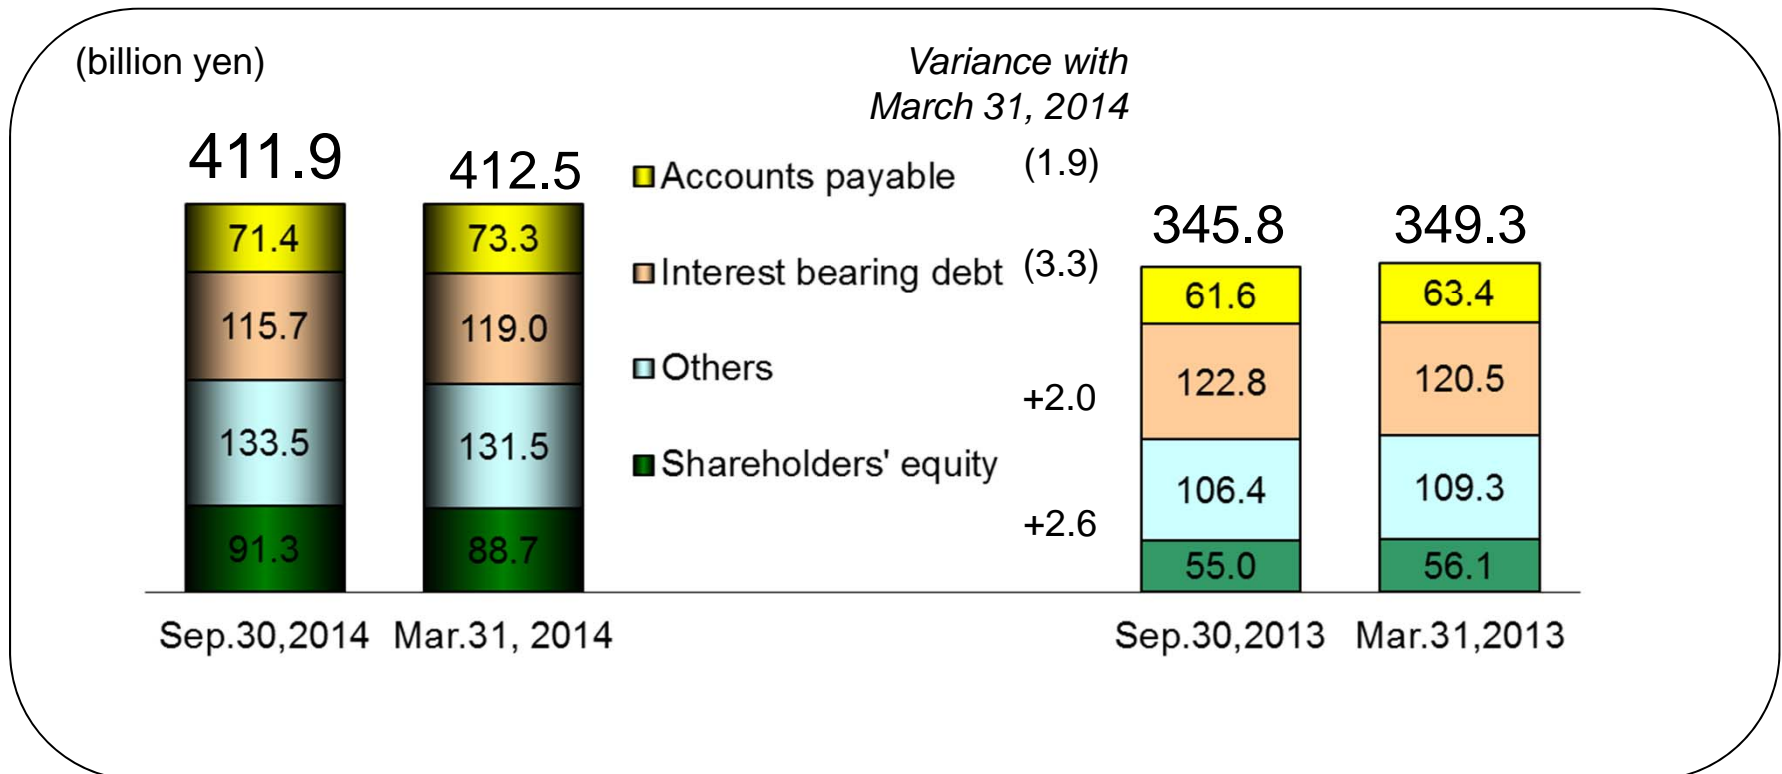 (billion yen)
Variance with
March 31, 2014
411.9
412.5
Accounts payable
(1.9)
345.8
349.3
71.4
73.3
Interest bearing debt
(3.3)
61.6
63.4
115.7
119.0
Others
+2.0
122.8
120.5
133.5
131.5
Shareholders' equity
+2.6
106.4
109.3
91.3
88.7
55.0
56.1
Sep.30,2014
Mar.31, 2014
Sep.30,2013
Mar.31,2013